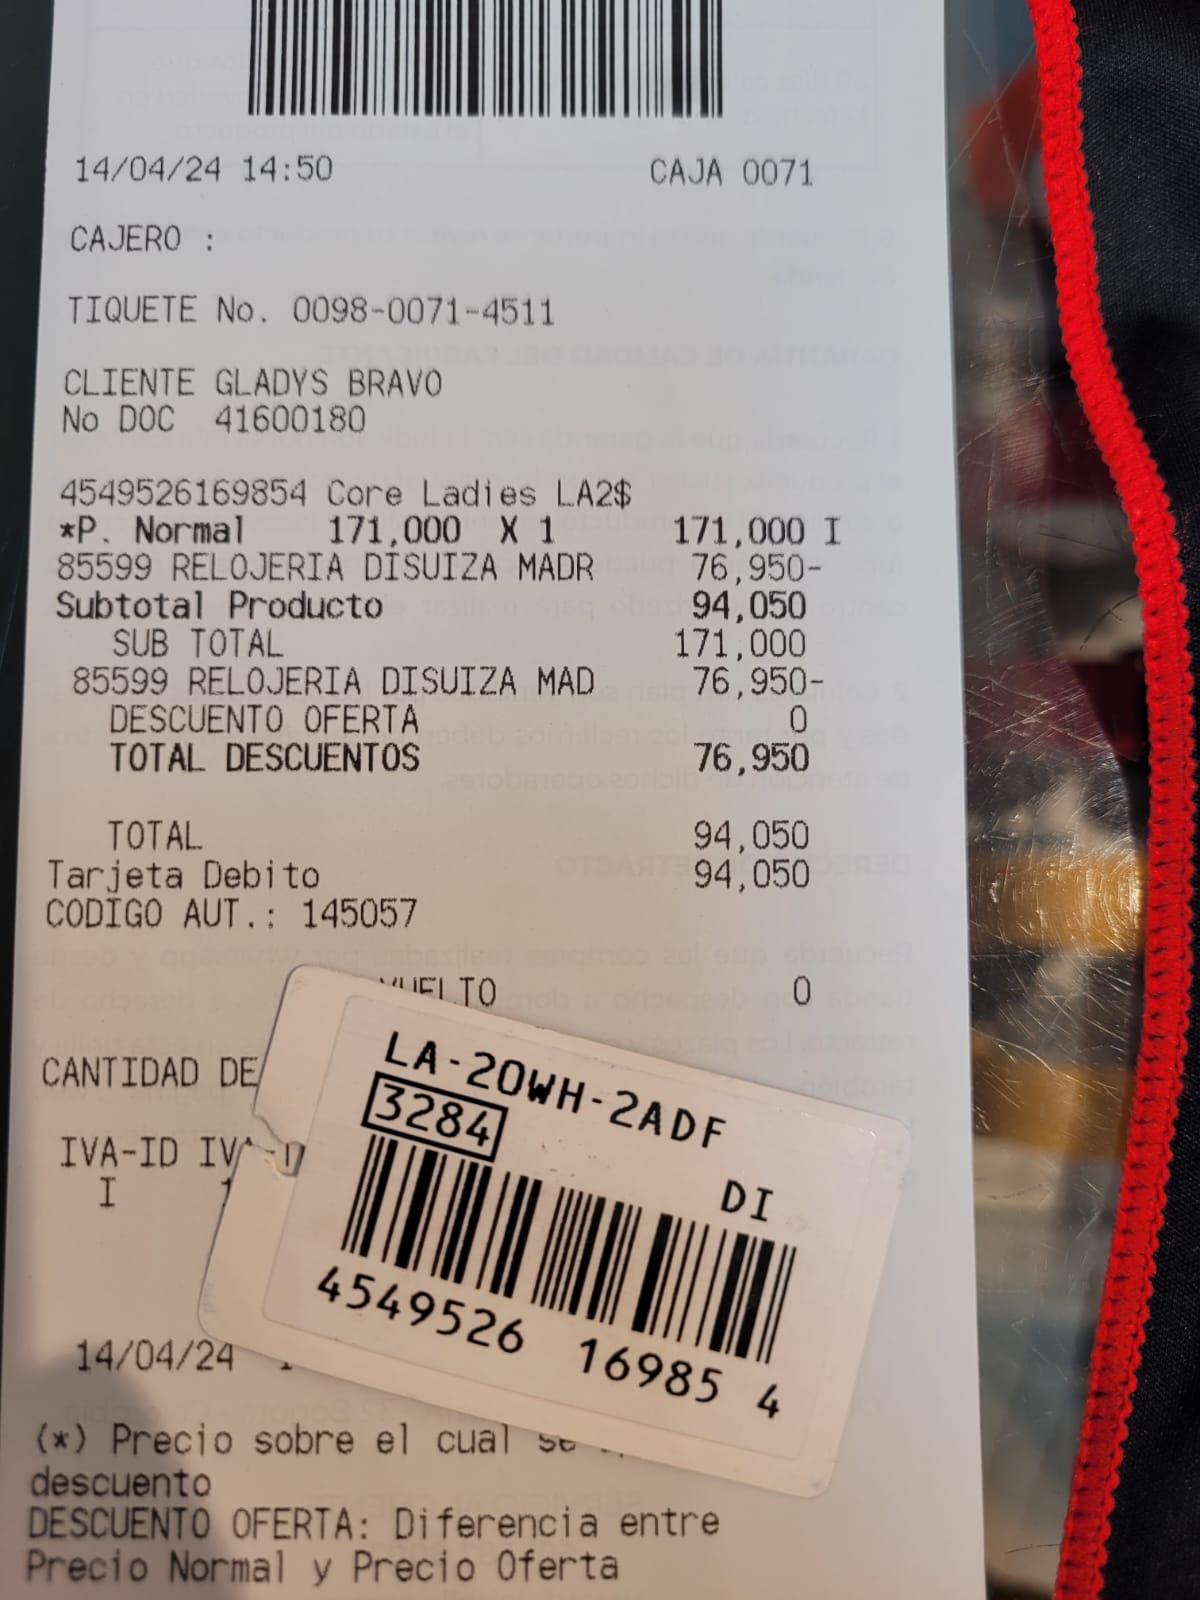 14/04/24 14:50 CAJA 0071
CAJERO :
TIQUETE No. 0098-0071-4511
CLIENTE GLADYS BRAVO
No DOC 41600180
4549526169854 Core Ladies LA2$
*P. Normal 171,000 X 1 171,000 I
85599 RELOJERIA DISUIZA MADR 76,950-
Subtotal Producto 94,050
SUB TOTAL 171,000
85599 RELOJERIA DISUIZA MAD 76,950-
DESCUENTO OFERTA 0
TOTAL DESCUENTOS 76,950
TOTAL 94,050
Tarjeta Debito 94,050
CODIGO AUT.: 145057
VUELTO 0
CANTIDAD DE
IVA-ID
I
14/04/24
(*) Precio sobre el cual se
descuento
DESCUENTO OFERTA: Diferencia entre
Precio Normal y Precio Oferta
LA-20WH-2ADF
3284
DI
4549526 16985 4